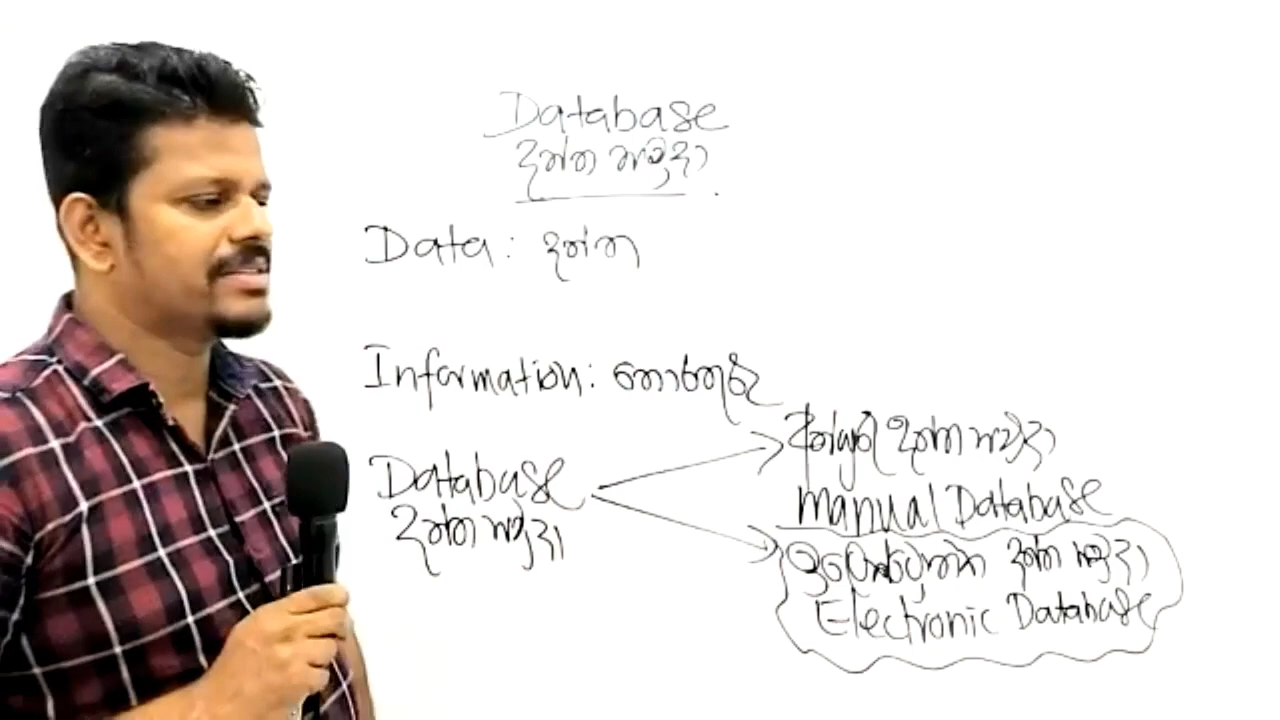 Database
දත්ත සමුදා
Data: දත්ත
Information: තොරතුරු
Database
දත්ත සමුදා
අත්යුරු දත්ත සමුදා
Manual Database
ඉලෙක්ට්‍රොනික දත්ත සමුදා
Electronic Database